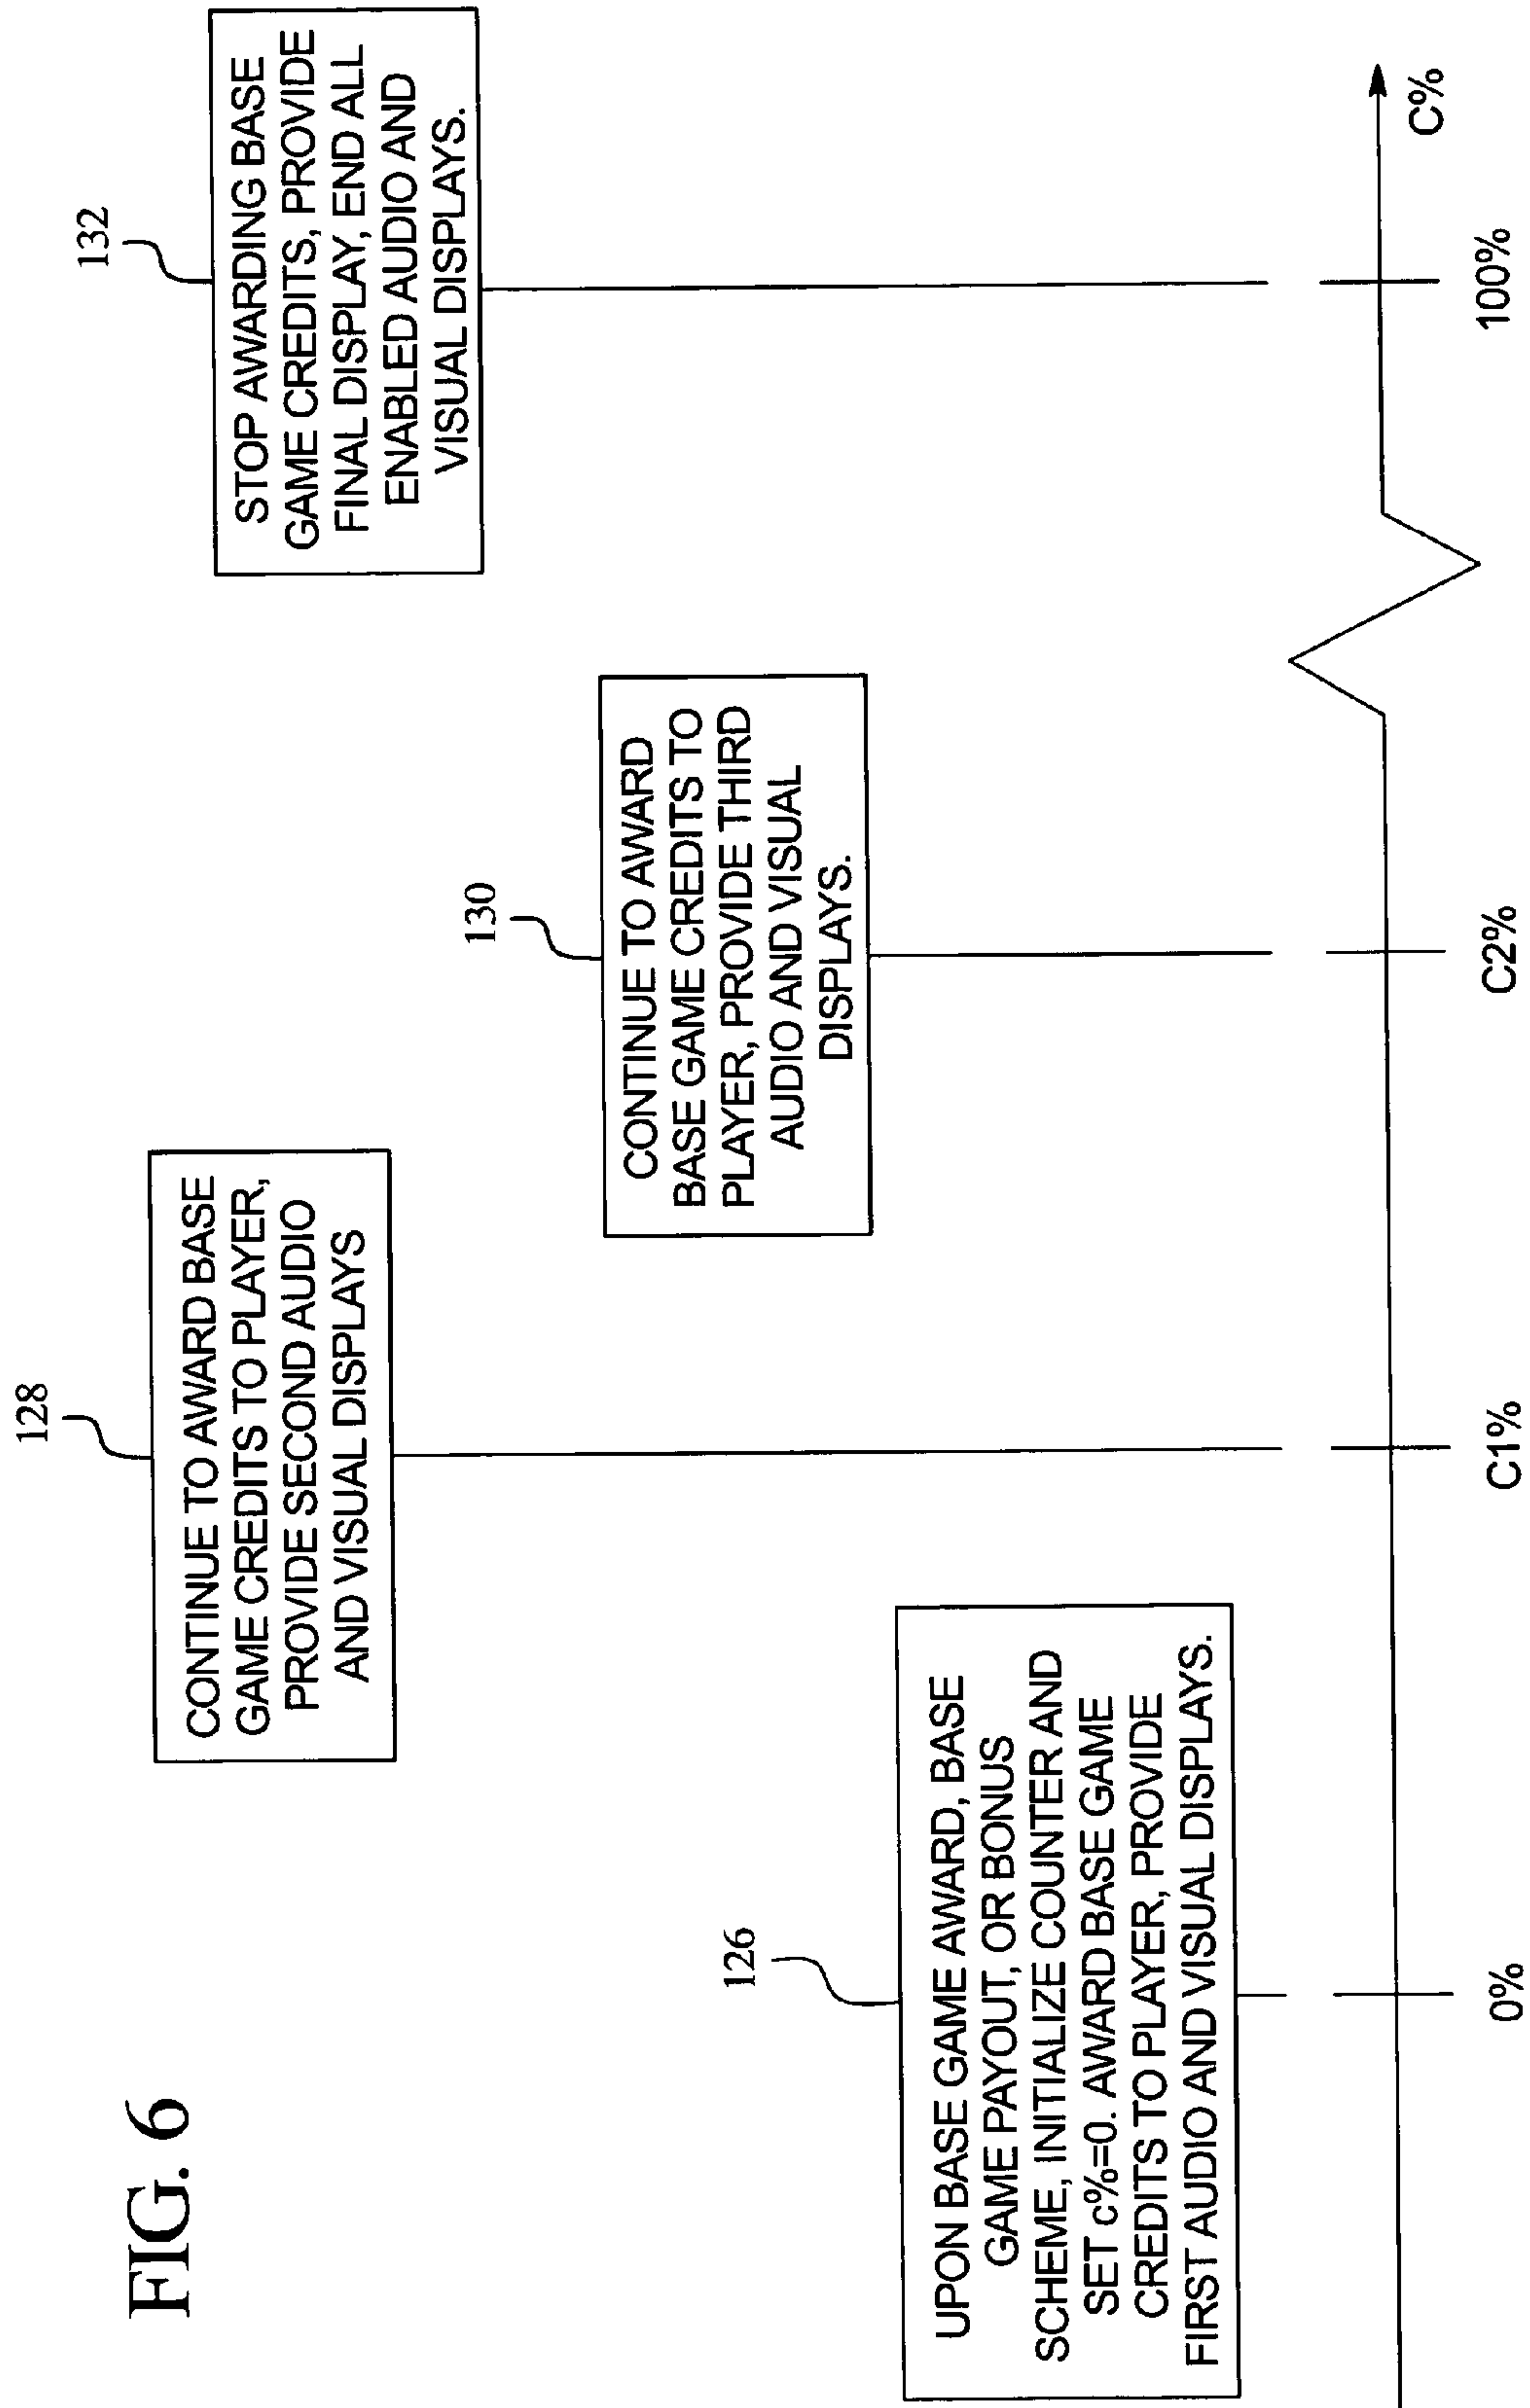 FIG. 6
126
UPON BASE GAME AWARD, BASE
GAME PAYOUT, OR BONUS
SCHEME, INITIALIZE COUNTER AND
SET c%=0. AWARD BASE GAME
CREDITS TO PLAYER, PROVIDE
FIRST AUDIO AND VISUAL DISPLAYS.
128
CONTINUE TO AWARD BASE
GAME CREDITS TO PLAYER,
PROVIDE SECOND AUDIO
AND VISUAL DISPLAYS
130
CONTINUE TO AWARD
BASE GAME CREDITS TO
PLAYER, PROVIDE THIRD
AUDIO AND VISUAL
DISPLAYS.
132
STOP AWARDING BASE
GAME CREDITS, PROVIDE
FINAL DISPLAY, END ALL
ENABLED AUDIO AND
VISUAL DISPLAYS.
0%
C1%
C2%
100%
C%